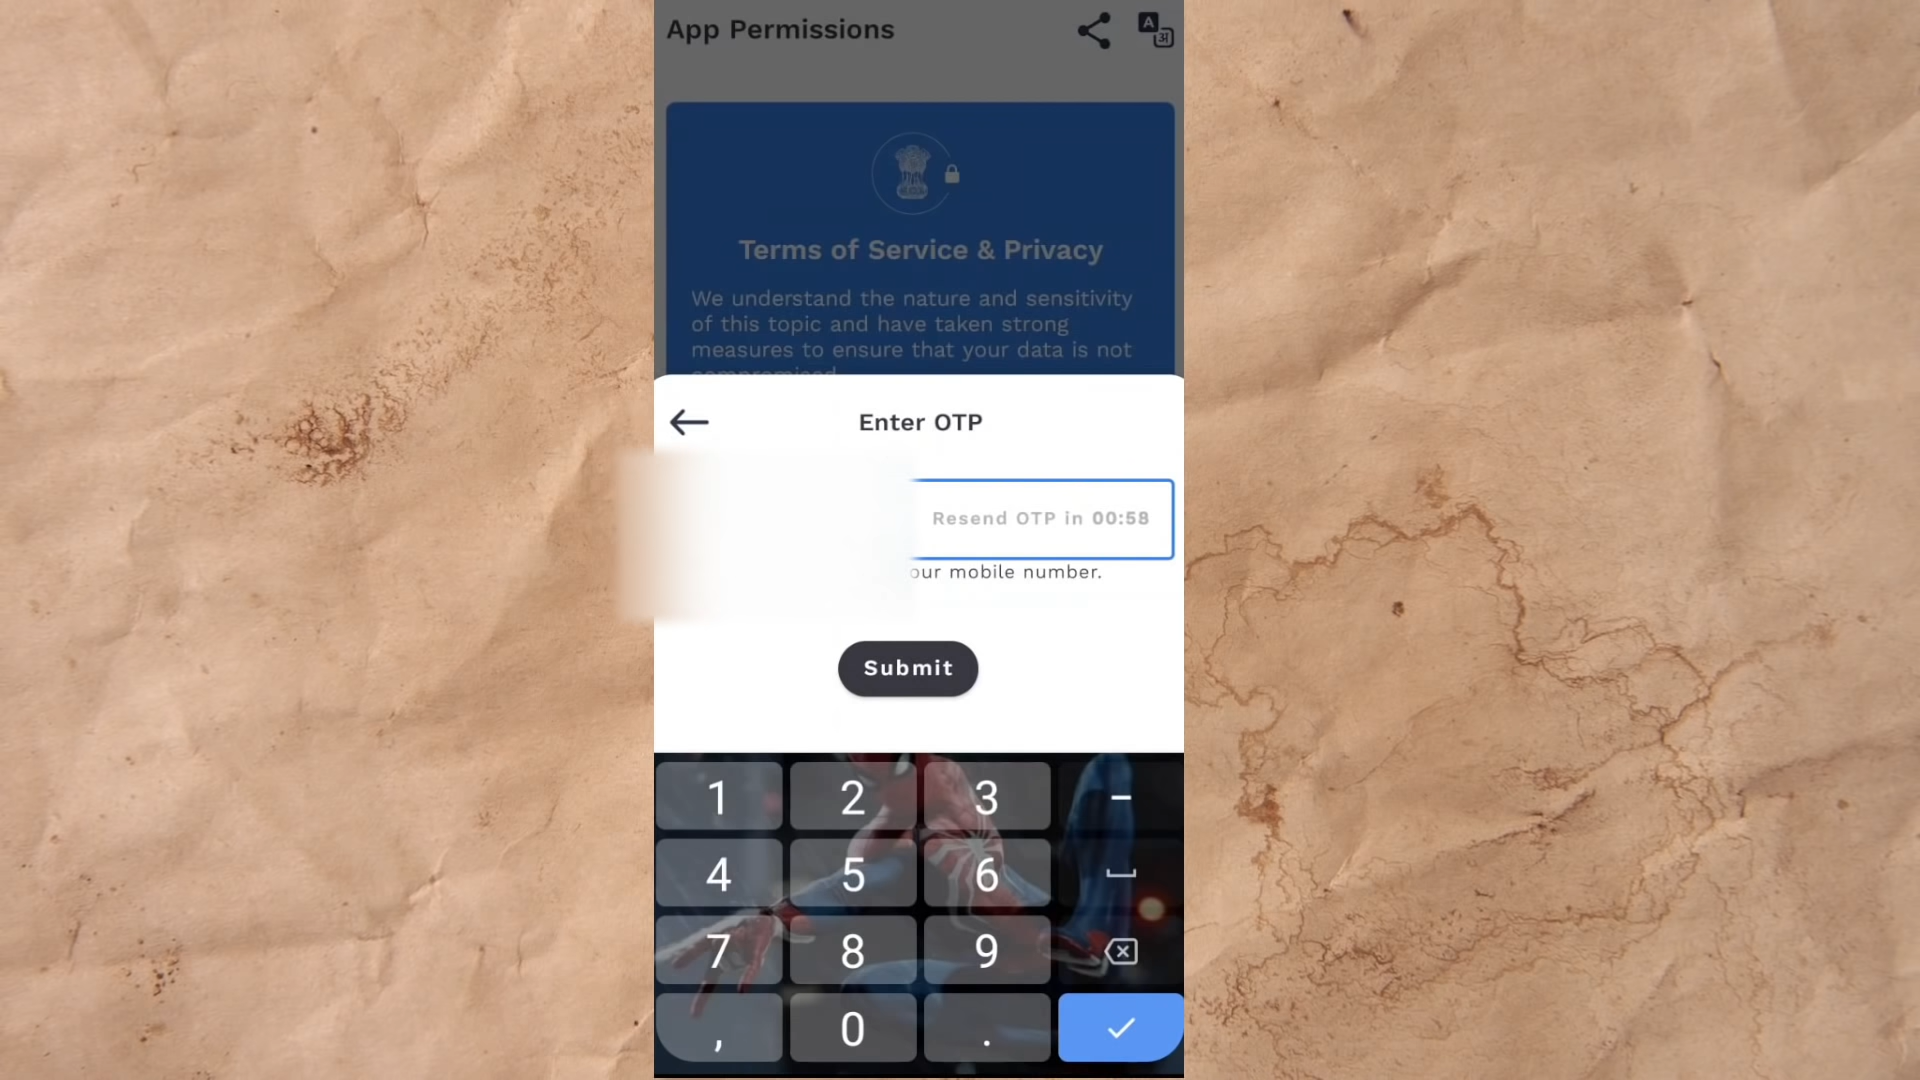 App Permissions
A
अ
Terms of Service & Privacy
We understand the nature and sensitivity
of this topic and have taken strong
measures to ensure that your data is not
compromised.
Enter OTP
Resend OTP in 00:58
our mobile number.
Submit
1 2 3 –
4 5 6
7 8 9
, 0 .